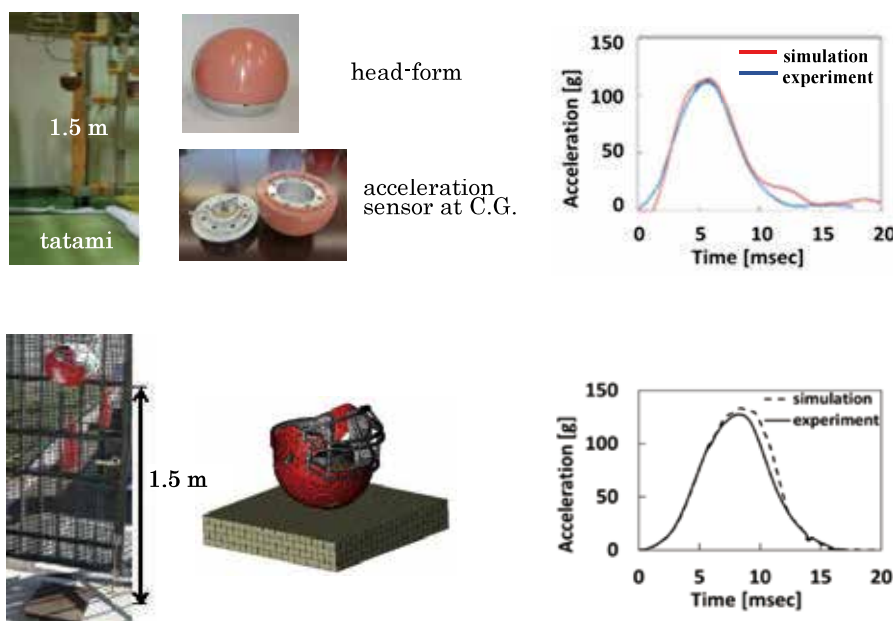 1.5 m
tatami
head-form
acceleration
sensor at C.G.
150
100
50
0
Acceleration [g]
simulation
experiment
0 5 10 15 20
Time [msec]
1.5 m
150
100
50
0
Acceleration [g]
simulation
experiment
0 5 10 15 20
Time [msec]